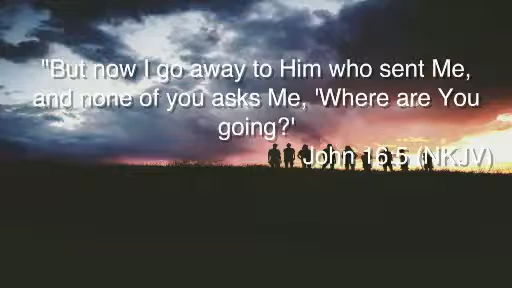 "But now I go away to Him who sent Me,
and none of you asks Me, 'Where are You
going?'
John 16:5 (NKJV)